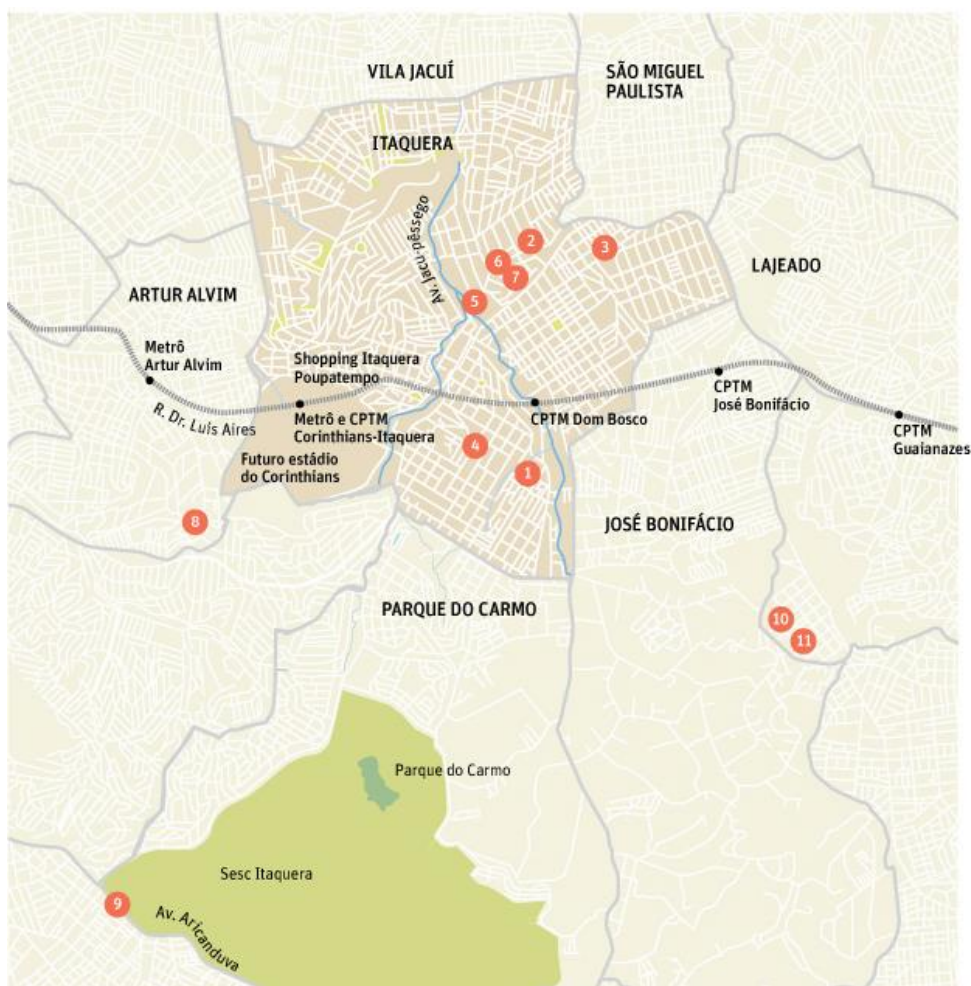 VILA JACUÍ
SÃO MIGUEL
PAULISTA
ITAQUERA
Av. Jacu-pêssego
2
3
6
7
LAJEADO
5
ARTUR ALVIM
Metrô
Artur Alvim
Shopping Itaquera
Poupatempo
CPTM
José Bonifácio
R. Dr. Luís Aires
Metrô e CPTM
Corinthians-Itaquera
CPTM Dom Bosco
CPTM
Guaianazes
4
Futuro estádio
do Corinthians
1
8
JOSÉ BONIFÁCIO
PARQUE DO CARMO
10
11
Parque do Carmo
Sesc Itaquera
9
Av. Aricanduva